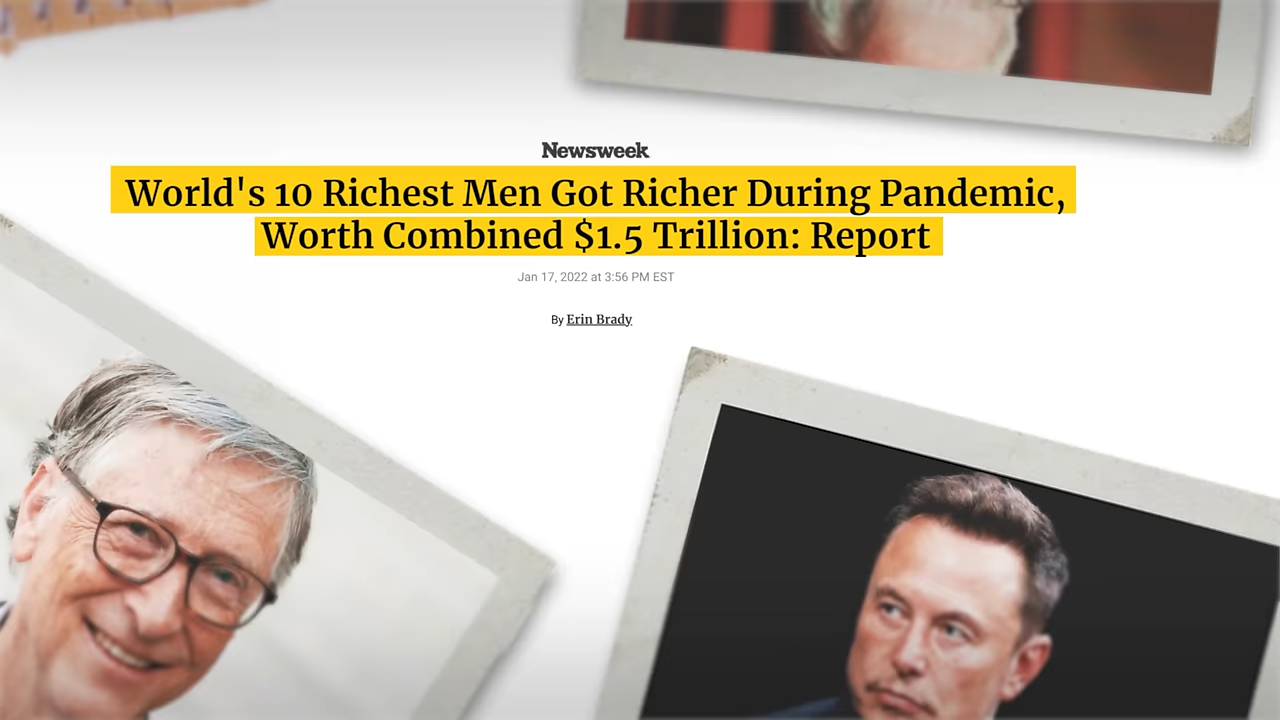 Newsweek
World's 10 Richest Men Got Richer During Pandemic,
Worth Combined $1.5 Trillion: Report
Jan 17, 2022 at 3:56 PM EST
By Erin Brady